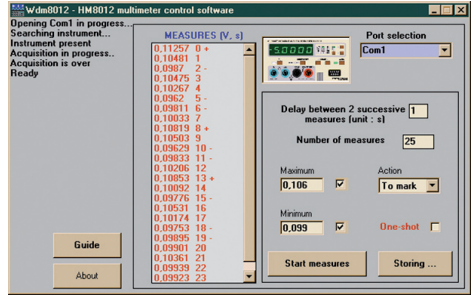 Wdm8012 - HM8012 multimeter control software
Opening Com1 in progress...
Searching instrument...
Instrument present
Acquisition in progress..
Acquisition is over
Ready
MEASURES (V, s)
0,11257 0 +
0,10481 1
0,0987 2 -
0,10475 3
0,10267 4
0,0962 5 -
0,09811 6 -
0,10033 7
0,10819 8 +
0,10503 9
0,09629 10 -
0,09833 11 -
0,10206 12
0,10853 13 +
0,10092 14
0,09776 15 -
0,10531 16
0,10174 17
0,09753 18 -
0,09895 19 -
0,09901 20
0,10361 21
0,09939 22
0,09923 23
Port selection
Com1
Delay between 2 successive measures (unit : s)
1
Number of measures
25
Maximum
0,106
Action
To mark
Minimum
0,099
One-shot
Start measures
Storing ...
Guide
About